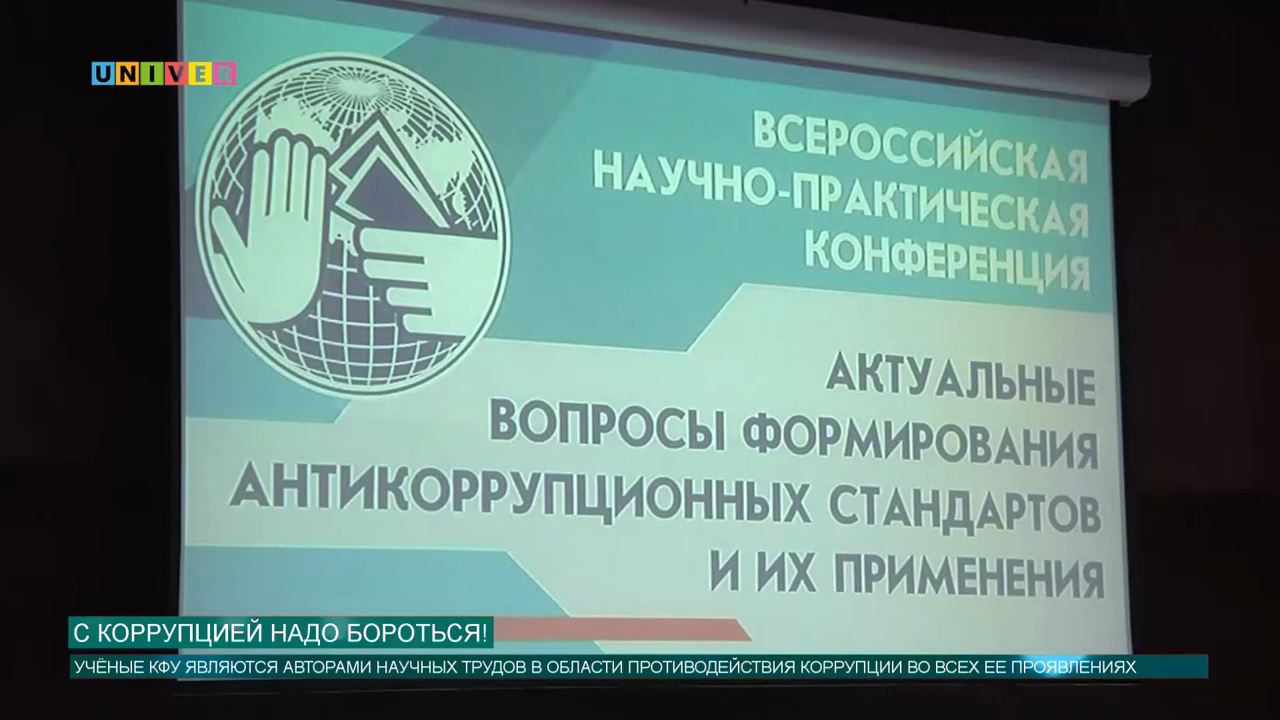 UNIVER
ВСЕРОССИЙСКАЯ
НАУЧНО-ПРАКТИЧЕСКАЯ
КОНФЕРЕНЦИЯ
АКТУАЛЬНЫЕ
ВОПРОСЫ ФОРМИРОВАНИЯ
АНТИКОРРУПЦИОННЫХ СТАНДАРТОВ
И ИХ ПРИМЕНЕНИЯ
С КОРРУПЦИЕЙ НАДО БОРОТЬСЯ!
УЧЁНЫЕ КФУ ЯВЛЯЮТСЯ АВТОРАМИ НАУЧНЫХ ТРУДОВ В ОБЛАСТИ ПРОТИВОДЕЙСТВИЯ КОРРУПЦИИ ВО ВСЕХ ЕЕ ПРОЯВЛЕНИЯХ